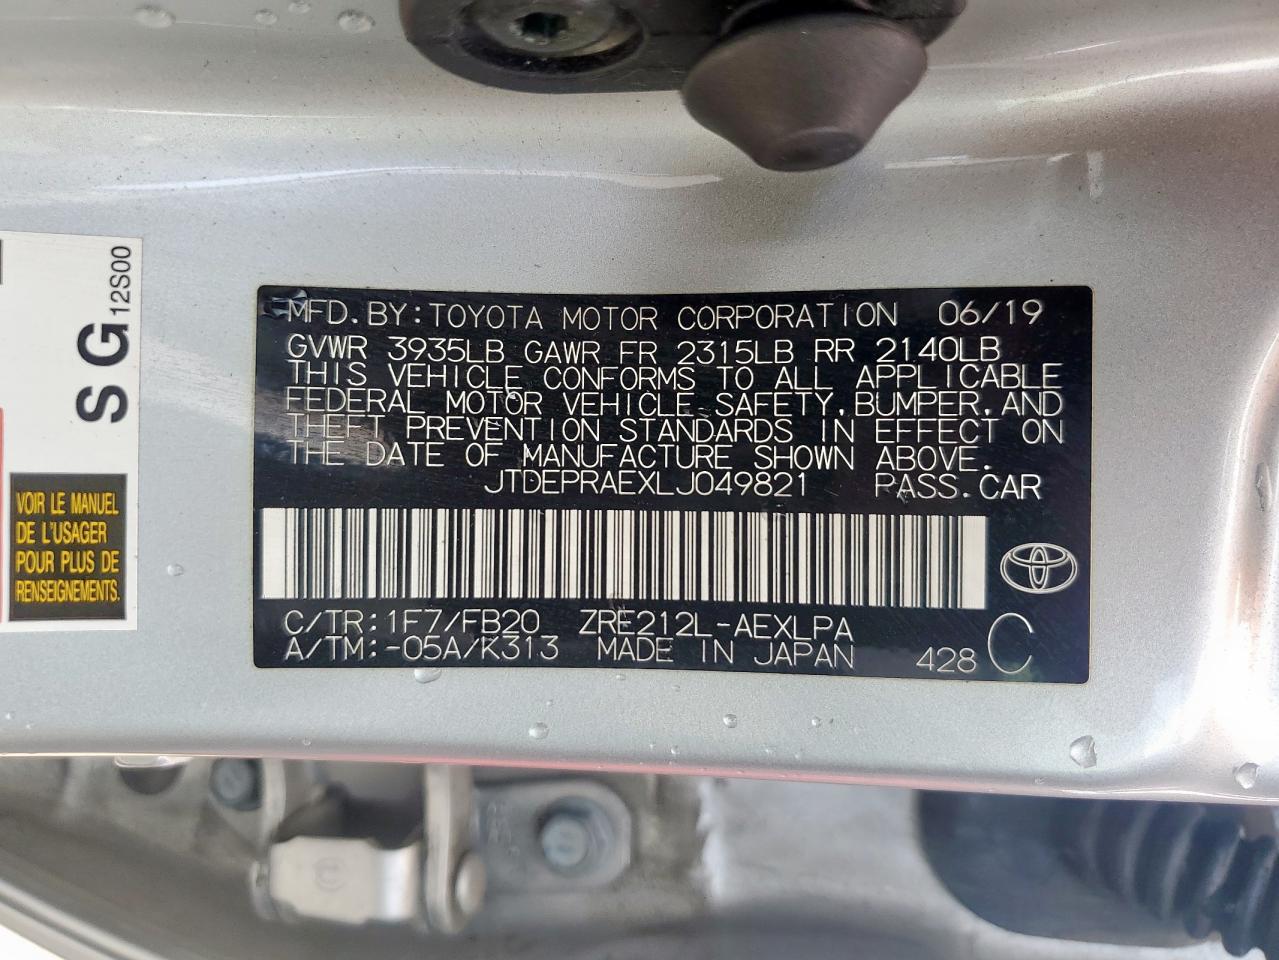 MFD.BY:TOYOTA MOTOR CORPORATION 06/19
GVWR 3935LB GAWR FR 2315LB RR 2140LB
THIS VEHICLE CONFORMS TO ALL APPLICABLE
FEDERAL MOTOR VEHICLE SAFETY,BUMPER,AND
THEFT PREVENTION STANDARDS IN EFFECT ON
THE DATE OF MANUFACTURE SHOWN ABOVE.
JTDEPRAEXLJ049821 PASS.CAR
C/TR:1F7/FB20 ZRE212L-AEXLPA
A/TM:-05A/K313 MADE IN JAPAN 428 C
SG
12S00
VOIR LE MANUEL
DE L'USAGER
POUR PLUS DE
RENSEIGNEMENTS.